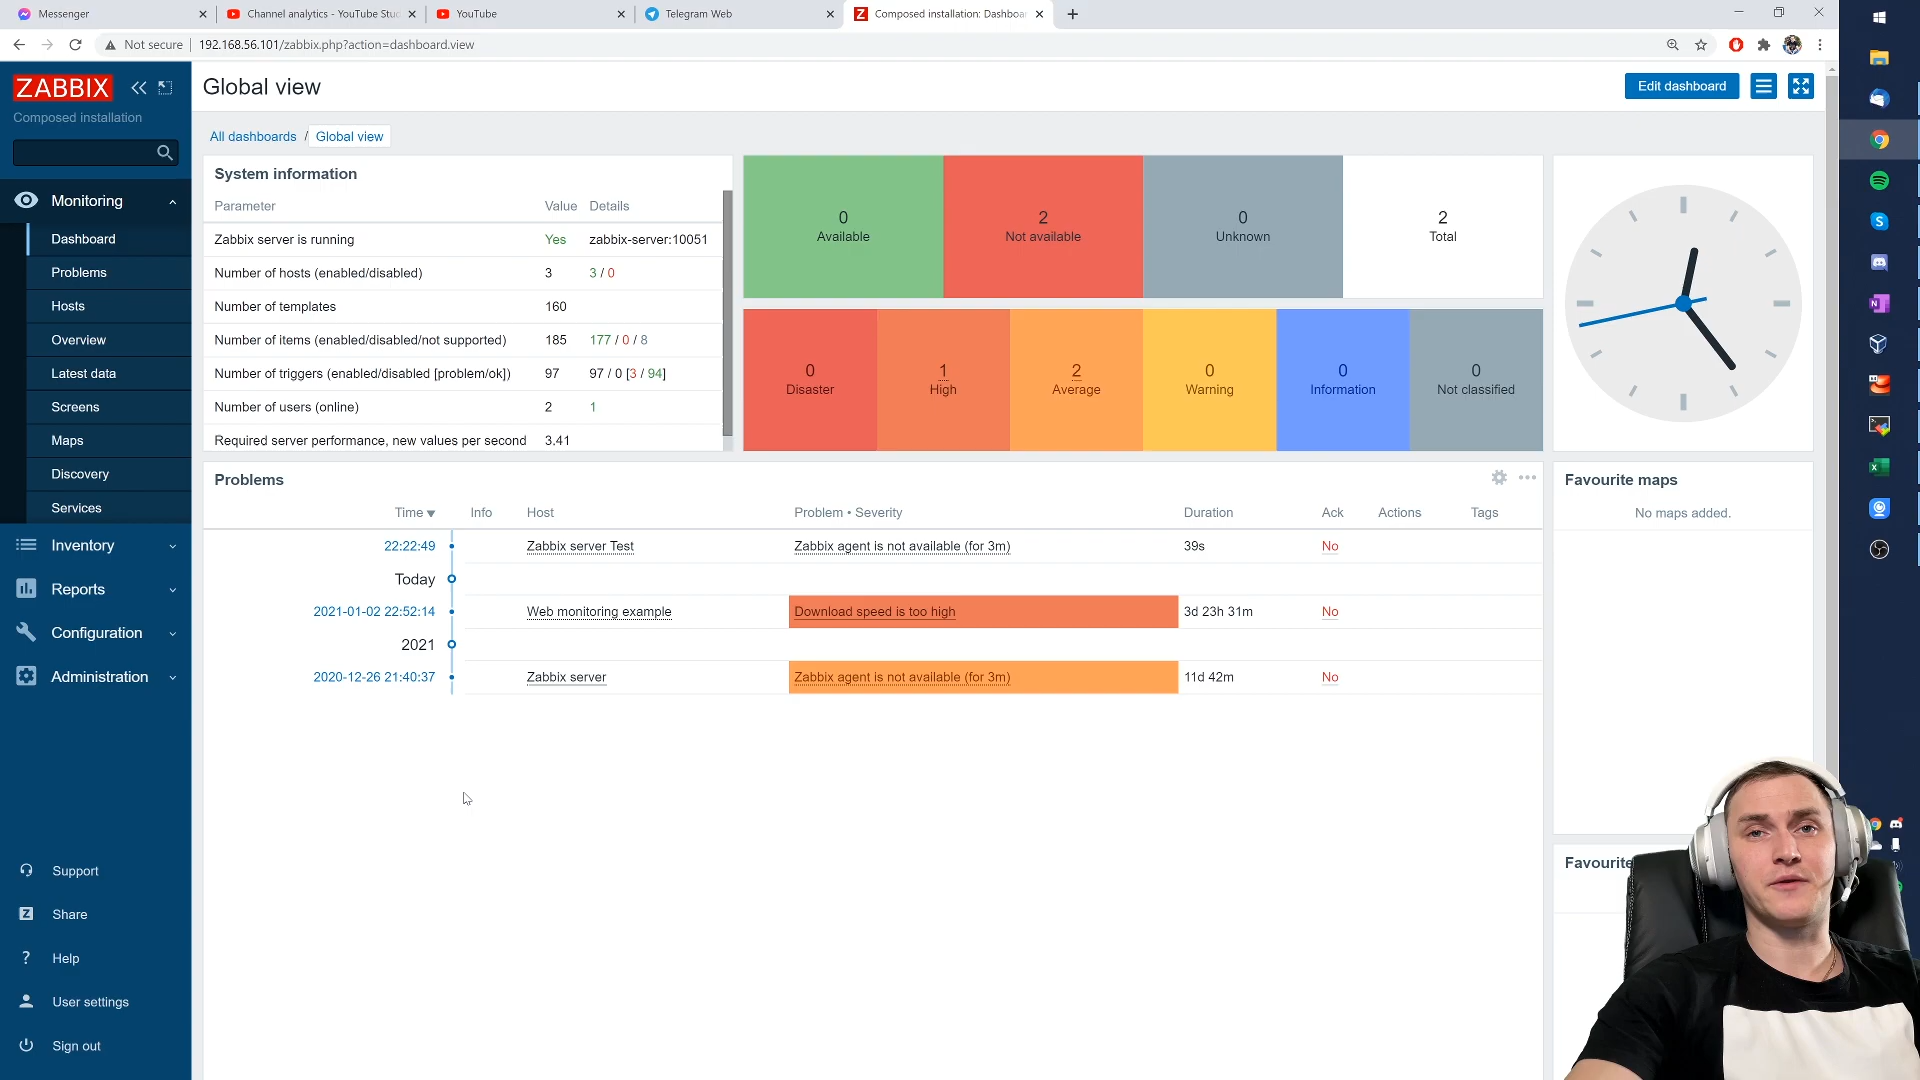 Messenger
Channel analytics - YouTube Stud
YouTube
Telegram Web
Composed installation: Dashboa
Not secure
192.168.56.101/zabbix.php?action=dashboard.view
ZABBIX
Composed installation
Monitoring
Dashboard
Problems
Hosts
Overview
Latest data
Screens
Maps
Discovery
Services
Inventory
Reports
Configuration
Administration
Support
Share
Help
User settings
Sign out
Global view
Edit dashboard
All dashboards / Global view
System information
Parameter Value Details
Zabbix server is running Yes zabbix-server:10051
Number of hosts (enabled/disabled) 3 3 / 0
Number of templates 160
Number of items (enabled/disabled/not supported) 185 177 / 0 / 8
Number of triggers (enabled/disabled [problem/ok]) 97 97 / 0 [3 / 94]
Number of users (online) 2 1
Required server performance, new values per second 3.41
0 Available
2 Not available
0 Unknown
2 Total
0 Disaster
1 High
2 Average
0 Warning
0 Information
0 Not classified
Problems
Time ▼ Info Host Problem • Severity Duration Ack Actions Tags
22:22:49 Zabbix server Test Zabbix agent is not available (for 3m) 39s No
Today
2021-01-02 22:52:14 Web monitoring example Download speed is too high 3d 23h 31m No
2021
2020-12-26 21:40:37 Zabbix server Zabbix agent is not available (for 3m) 11d 42m No
Favourite maps
No maps added.
Favourite